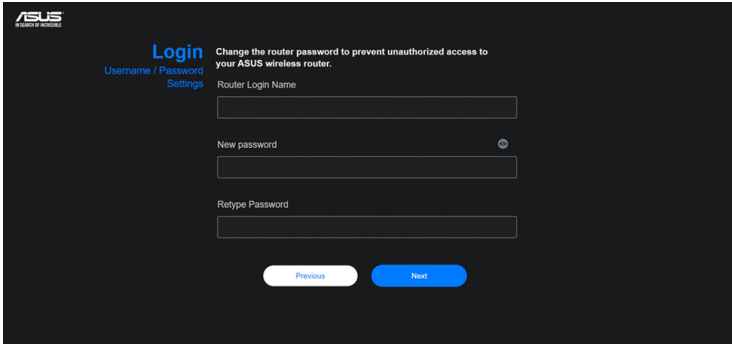 ASUS
IN SEARCH OF INCREDIBLE
Login
Username / Password
Settings
Change the router password to prevent unauthorized access to
your ASUS wireless router.
Router Login Name
New password
Retype Password
Previous
Next